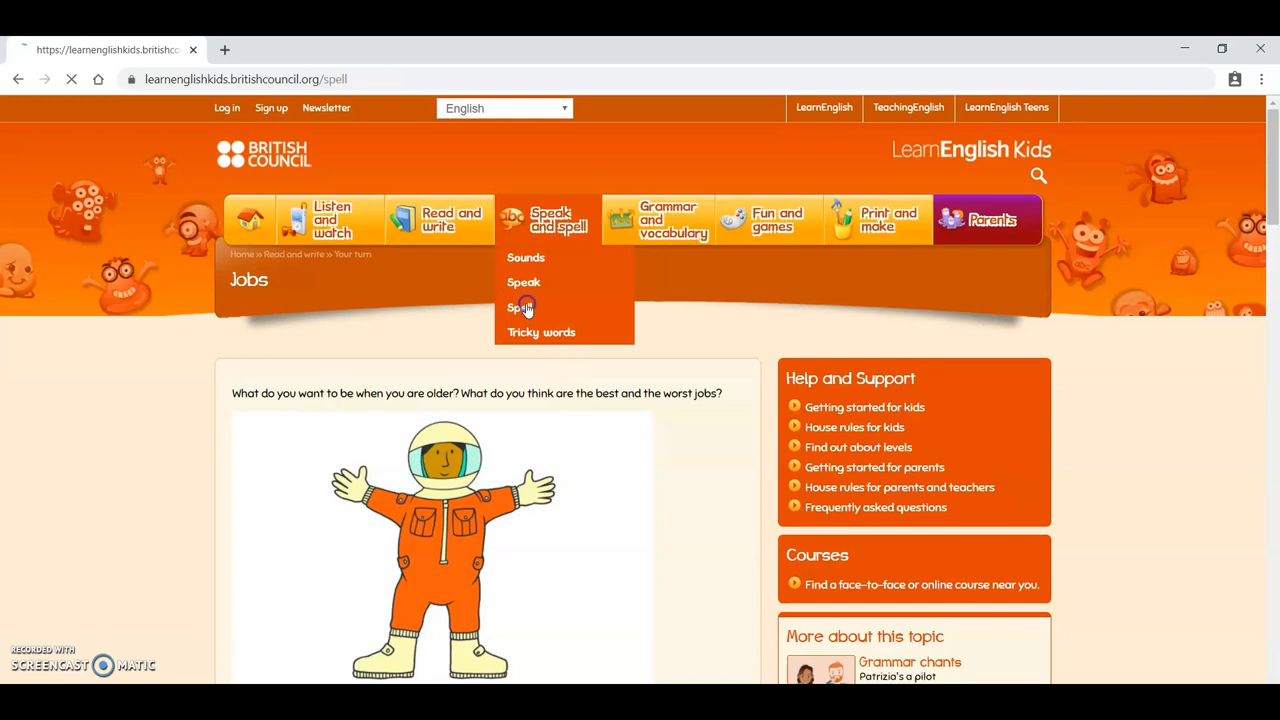 https://learnenglishkids.britishco
learnenglishkids.britishcouncil.org/spell
Log in
Sign up
Newsletter
English
LearnEnglish
TeachingEnglish
LearnEnglish Teens
BRITISH
COUNCIL
LearnEnglish Kids
Listen
and
watch
Read and
write
abc
Speak
and spell
Grammar
and
vocabulary
Fun and
games
Print and
make
Parents
Home » Read and write » Your turn
Jobs
Sounds
Speak
Tricky words
What do you want to be when you are older? What do you think are the best and the worst jobs?
Help and Support
Getting started for kids
House rules for kids
Find out about levels
Getting started for parents
House rules for parents and teachers
Frequently asked questions
Courses
Find a face-to-face or online course near you.
More about this topic
Grammar chants
Patrizia's a pilot
RECORDED WITH
SCREENCAST MATIC